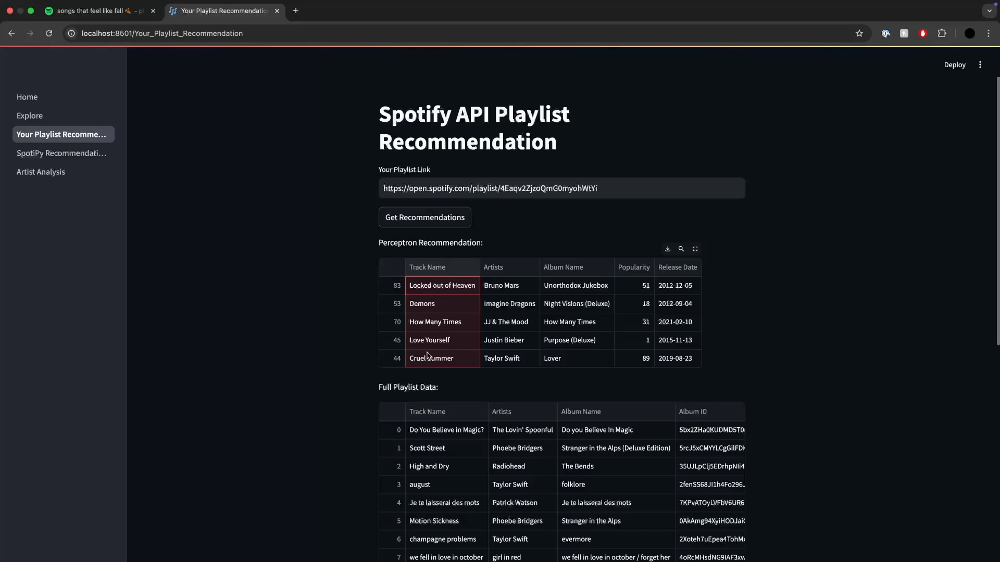 songs that feel like fall 🍂 - p
Your Playlist Recommendatio
localhost:8501/Your_Playlist_Recommendation
Deploy
Home
Explore
Your Playlist Recomme...
SpotiPy Recommendati...
Artist Analysis
Spotify API Playlist
Recommendation
Your Playlist Link
https://open.spotify.com/playlist/4Eaqv2ZjzoQmG0myohWtYi
Get Recommendations
Perceptron Recommendation:
Track Name Artists Album Name Popularity Release Date
83 Locked out of Heaven Bruno Mars Unorthodox Jukebox 51 2012-12-05
53 Demons Imagine Dragons Night Visions (Deluxe) 18 2012-09-04
70 How Many Times JJ & The Mood How Many Times 31 2021-02-10
45 Love Yourself Justin Bieber Purpose (Deluxe) 1 2015-11-13
44 Cruel Summer Taylor Swift Lover 89 2019-08-23
Full Playlist Data:
Track Name Artists Album Name Album ID
0 Do You Believe in Magic? The Lovin' Spoonful Do you Believe In Magic
1 Scott Street Phoebe Bridgers Stranger in the Alps (Deluxe Edition)
2 High and Dry Radiohead The Bends
3 august Taylor Swift folklore
4 Je te laisserai des mots Patrick Watson Je te laisserai des mots
5 Motion Sickness Phoebe Bridgers Stranger in the Alps
6 champagne problems Taylor Swift evermore
7 we fell in love in october girl in red we fell in love in october / forget her